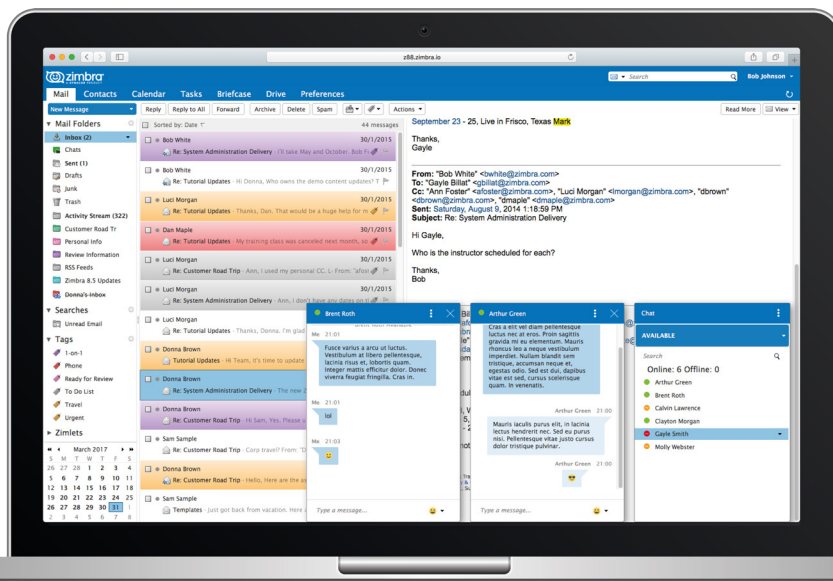 z88.zimbra.io
zimbra
Search
Bob Johnson
Mail Contacts Calendar Tasks Briefcase Drive Preferences
New Message Reply Reply to All Forward Archive Delete Spam Actions Read More View
Mail Folders
Inbox (2)
Chats
Sent (1)
Drafts
Junk
Trash
Activity Stream (322)
Customer Road Tr
Personal Info
Review Information
RSS Feeds
Zimbra 8.5 Updates
Donna's-inbox
Searches
Unread Email
Tags
1-on-1
Phone
Ready for Review
To Do List
Travel
Urgent
Zimlets
March 2017
S M T W T F S
26 27 28 1 2 3 4
5 6 7 8 9 10 11
12 13 14 15 16 17 18
19 20 21 22 23 24 25
26 27 28 29 30 31 1
2 3 4 5 6 7 8
Sorted by: Date 44 messages
Bob White 30/1/2015
Re: System Administration Delivery - I'll take May and October. Bob
Bob White 30/1/2015
Re: Tutorial Updates - Hi Donna, Who owns the demo content updates? T
Luci Morgan 30/1/2015
Re: Tutorial Updates - Thanks, Dan. That would be a huge help for m
Dan Maple 30/1/2015
Re: Tutorial Updates - My training class was canceled next month, so
Luci Morgan 30/1/2015
Re: Customer Road Trip - Ann, I used my personal CC. L- From: "afos
Luci Morgan 30/1/2015
Re: System Administration Delivery - Ann, I don't have any dates on
Luci Morgan
Re: Tutorial Updates - Thanks, Donna. I'm glad
Donna Brown
Tutorial Updates - Hi Team, It's time to update
Donna Brown
Re: System Administration Delivery - The new
Donna Brown
Re: Customer Road Trip - Hi Sam, Yes. Please u
Sam Sample
Re: Customer Road Trip - Corp travel? From: "D
Donna Brown
Re: Customer Road Trip - Hello, Here are the as
Sam Sample
Templates - Just got back from vacation. Here
September 23 - 25, Live in Frisco, Texas Mark
Thanks,
Gayle
From: "Bob White" <bwhite@zimbra.com>
To: "Gayle Billat" <gbillat@zimbra.com>
Cc: "Ann Foster" <afoster@zimbra.com>, "Luci Morgan" <lmorgan@zimbra.com>, "dbrown"
<dbrown@zimbra.com>, "dmaple" <dmaple@zimbra.com>
Sent: Saturday, August 9, 2014 1:18:59 PM
Subject: Re: System Administration Delivery
Hi Gayle,
Who is the instructor scheduled for each?
Thanks,
Bob
Brent Roth
Me 21:01
Fusce varius a arcu ut luctus.
Vestibulum at libero pellentesque,
lacinia risus et, lobortis quam.
Integer mattis efficitur dolor. Donec
viverra feugiat fringilla. Cras in.
Me 21:01
lol
Me 21:03
Type a message...
Arthur Green
Cras a elit vel diam pellentesque
luctus nec at eros. Proin sagittis
gravida mi eu elementum. Mauris
rhoncus leo a neque vestibulum
imperdiet. Nullam blandit sem
tristique, accumsan neque et,
egestas odio. Sed est dui, dapibus
vitae est sed, cursus scelerisque
quam. In venenatis.
Arthur Green 21:00
Mauris iaculis purus elit, in lacinia
lectus hendrerit nec. Sed eu purus
nisi. Pellentesque vitae justo cursus
dolor tristique pulvinar.
Arthur Green 21:00
Type a message...
Chat
AVAILABLE
Search
Online: 6 Offline: 0
Arthur Green
Brent Roth
Calvin Lawrence
Clayton Morgan
Gayle Smith
Molly Webster